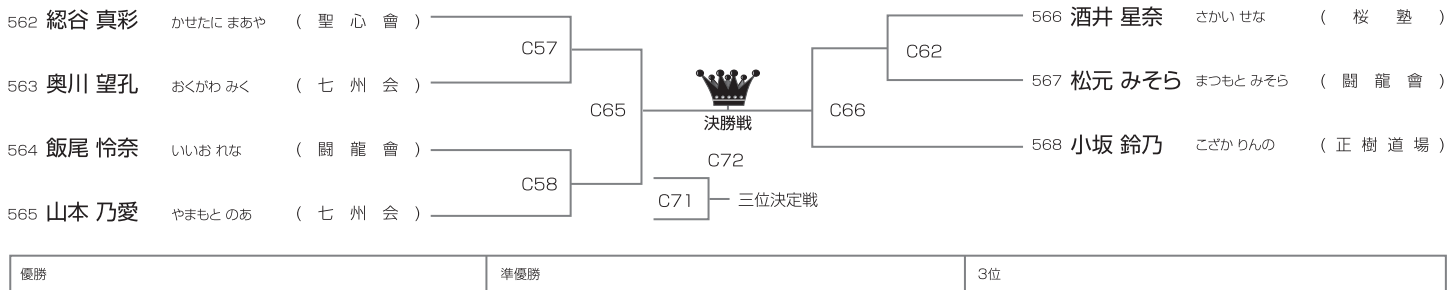 562 綛谷 真彩 かせたに まあや ( 聖 心 會 )
C57
563 奥川 望孔 おくがわ みく ( 七 州 会 )
C65
564 飯尾 怜奈 いいお れな ( 闘 龍 會 )
C58
565 山本 乃愛 やまもと のあ ( 七 州 会 )
決勝戦
C72
C71 三位決定戦
566 酒井 星奈 さかい せな ( 桜 塾 )
C62
567 松元 みそら まつもと みそら ( 闘 龍 會 )
C66
568 小坂 鈴乃 こざか りんの ( 正 樹 道 場 )
優勝 準優勝 3位